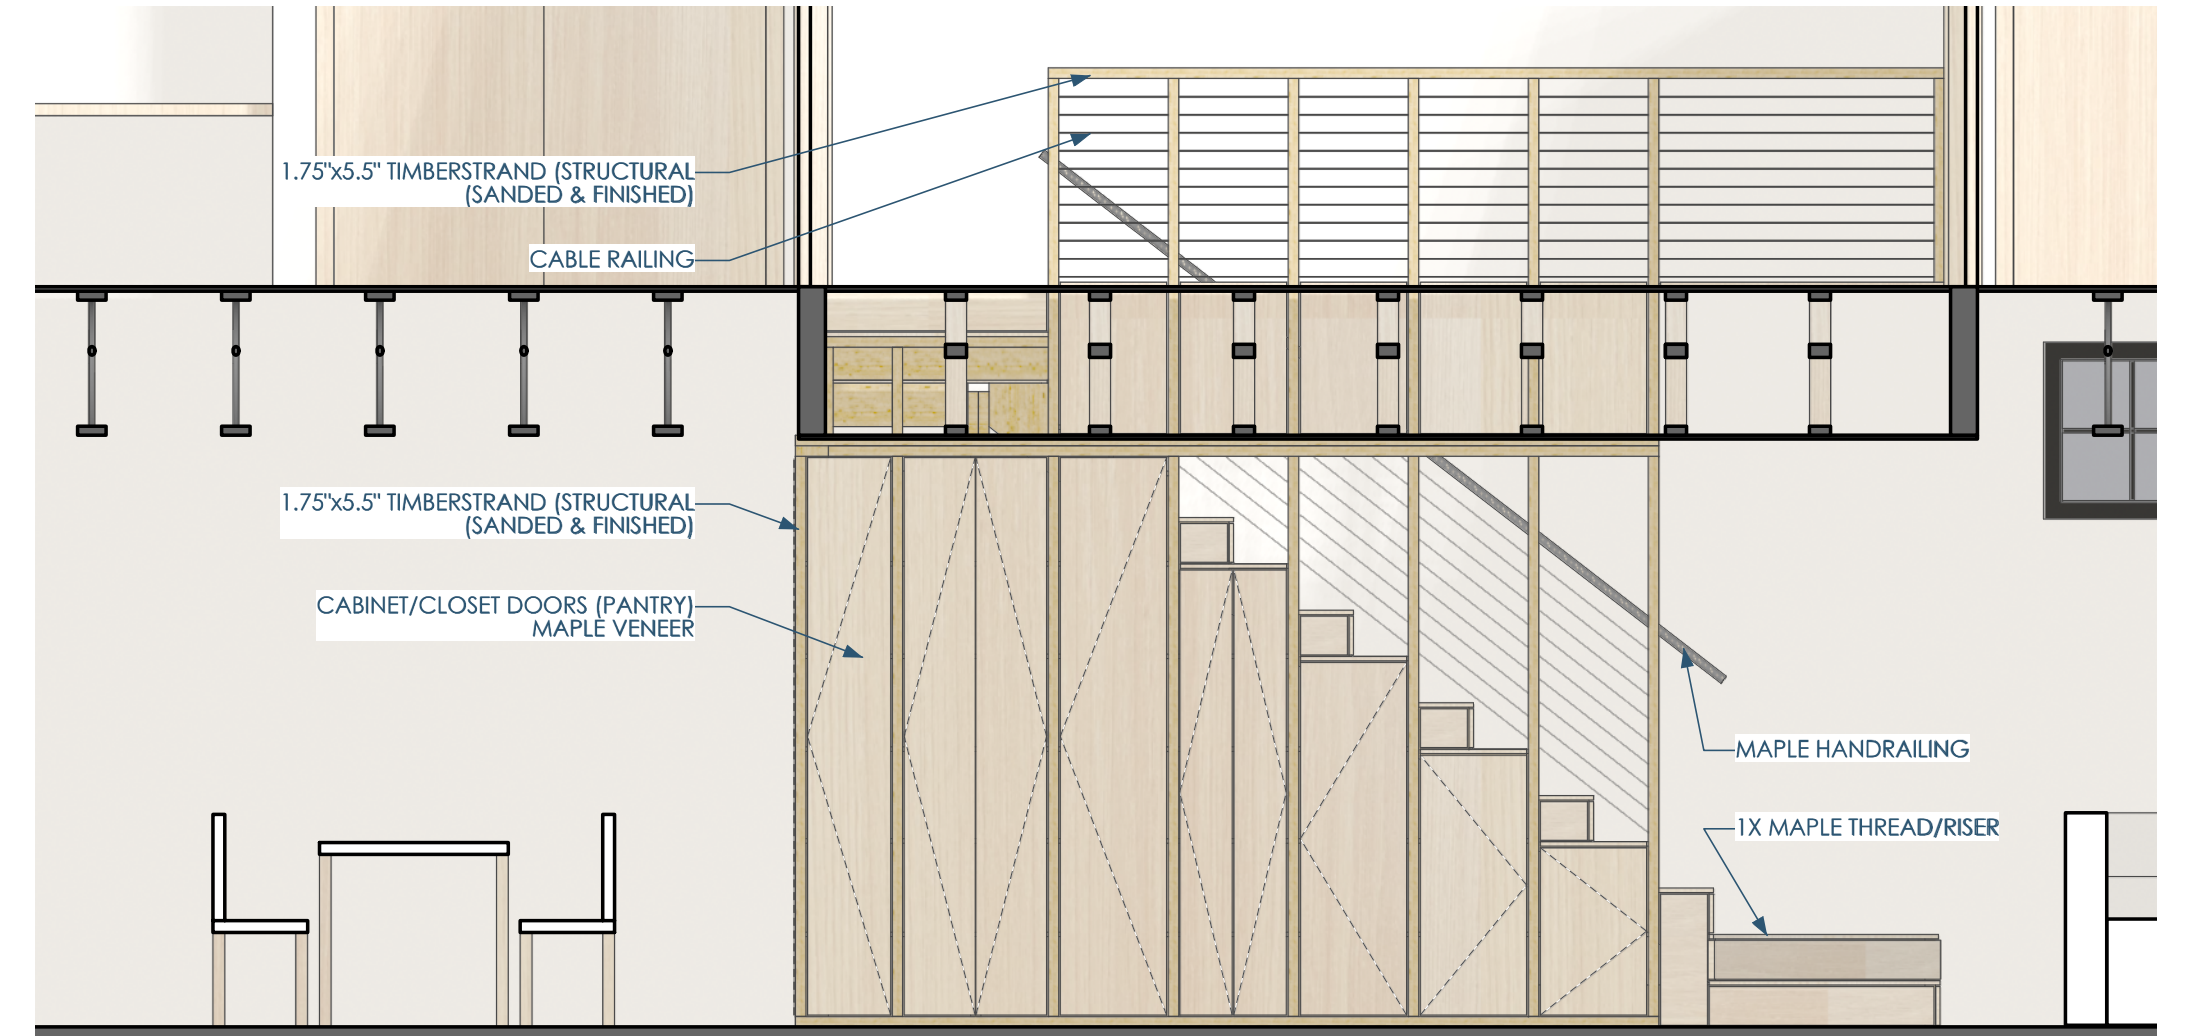 1.75"x5.5" TIMBERSTRAND (STRUCTURAL
(SANDED & FINISHED)
CABLE RAILING
1.75"x5.5" TIMBERSTRAND (STRUCTURAL
(SANDED & FINISHED)
CABINET/CLOSET DOORS (PANTRY)
MAPLE VENEER
MAPLE HANDRAILING
1X MAPLE THREAD/RISER